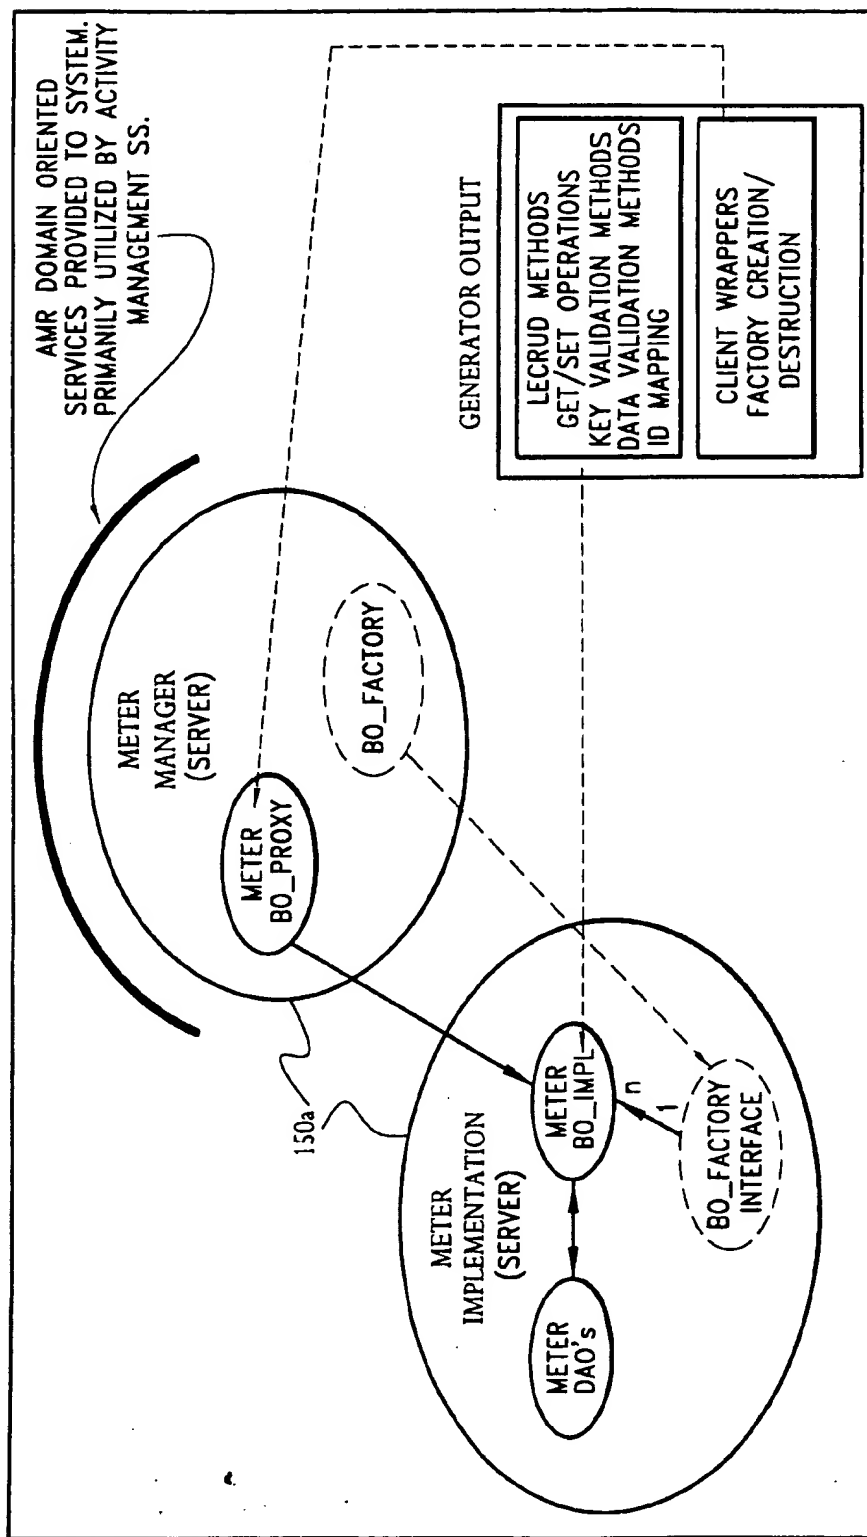 AMR DOMAIN ORIENTED
SERVICES PROVIDED TO SYSTEM.
PRIMANILY UTILIZED BY ACTIVITY
MANAGEMENT SS.
METER
MANAGER
(SERVER)
METER
BO_PROXY
BO_FACTORY
150a
METER
IMPLEMENTATION
(SERVER)
METER
DAO's
METER
BO_IMPL
n
1
BO_FACTORY
INTERFACE
GENERATOR OUTPUT
LECRUD METHODS
GET/SET OPERATIONS
KEY VALIDATION METHODS
DATA VALIDATION METHODS
ID MAPPING
CLIENT WRAPPERS
FACTORY CREATION/
DESTRUCTION